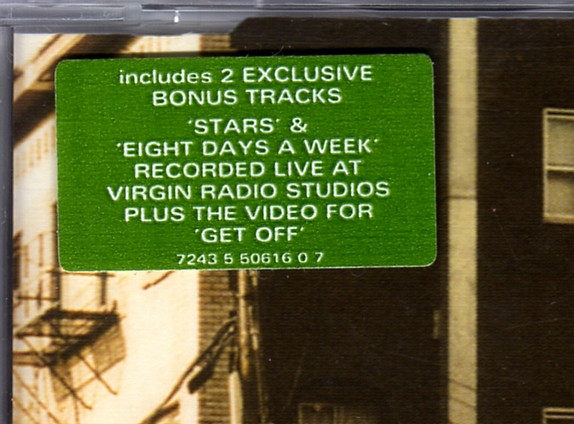 includes 2 EXCLUSIVE
BONUS TRACKS
'STARS' &
'EIGHT DAYS A WEEK'
RECORDED LIVE AT
VIRGIN RADIO STUDIOS
PLUS THE VIDEO FOR
'GET OFF'
7243 5 50616 0 7